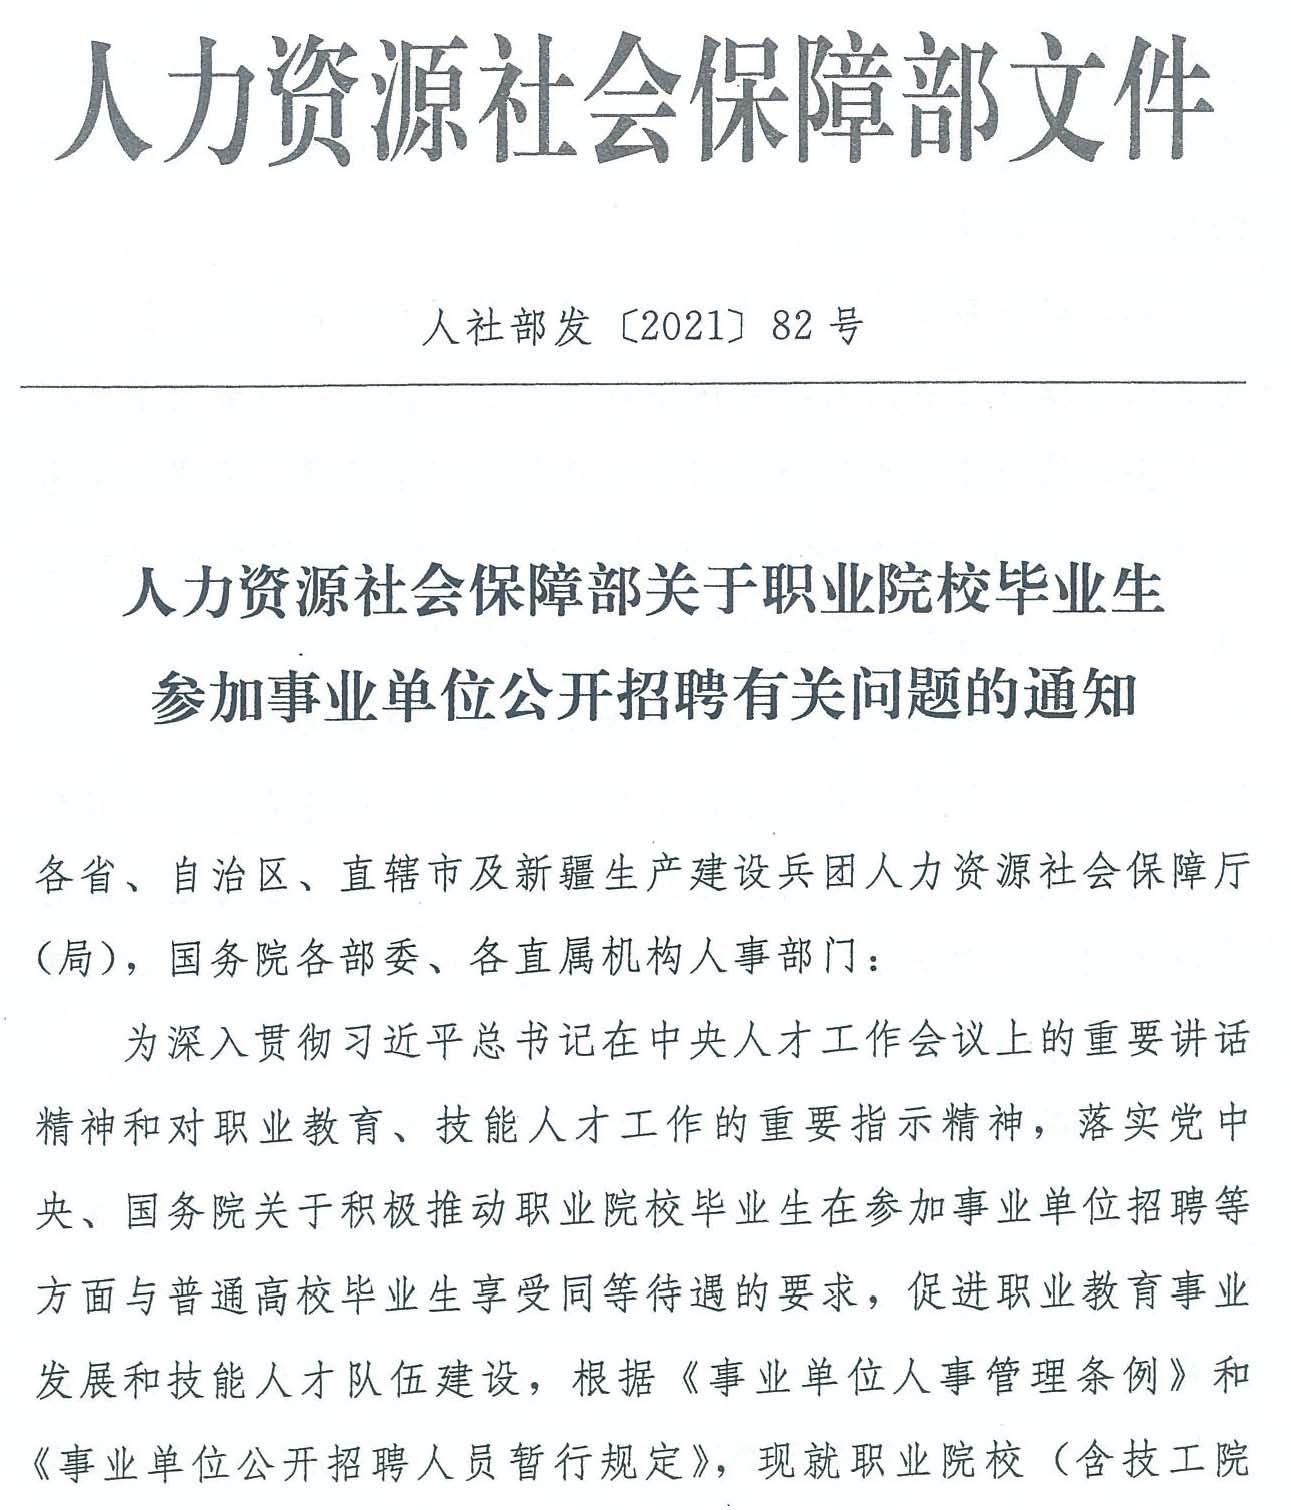 人力资源社会保障部文件
人社部发〔2021〕82号
人力资源社会保障部关于职业院校毕业生
参加事业单位公开招聘有关问题的通知
各省、自治区、直辖市及新疆生产建设兵团人力资源社会保障厅
（局），国务院各部委、各直属机构人事部门：
为深入贯彻习近平总书记在中央人才工作会议上的重要讲话
精神和对职业教育、技能人才工作的重要指示精神，落实党中
央、国务院关于积极推动职业院校毕业生在参加事业单位招聘等
方面与普通高校毕业生享受同等待遇的要求，促进职业教育事业
发展和技能人才队伍建设，根据《事业单位人事管理条例》和
《事业单位公开招聘人员暂行规定》，现就职业院校（含技工院